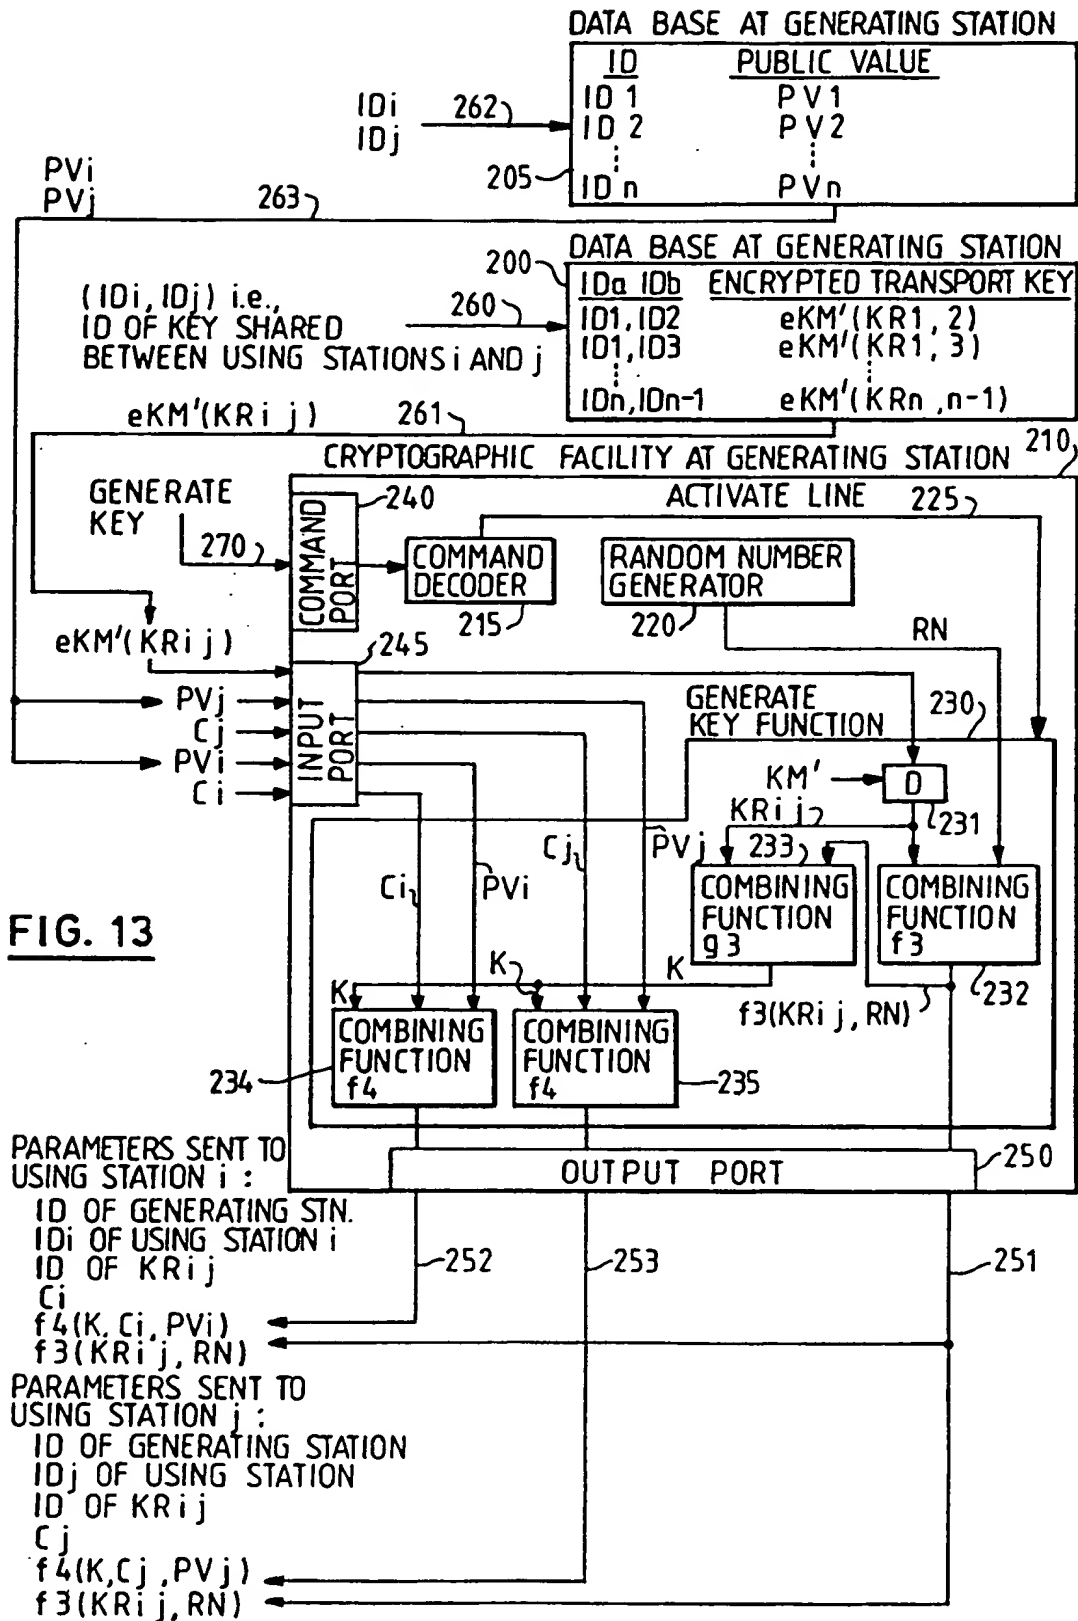 DATA BASE AT GENERATING STATION
ID PUBLIC VALUE
ID 1 PV1
ID 2 PV2
ID n PVn
IDi
IDj
262
205
PVi
PVj
263
DATA BASE AT GENERATING STATION
200
IDa IDb ENCRYPTED TRANSPORT KEY
ID1, ID2 eKM'(KR1, 2)
ID1, ID3 eKM'(KR1, 3)
IDn, IDn-1 eKM'(KRn, n-1)
(IDi, IDj) i.e.,
ID OF KEY SHARED
BETWEEN USING STATIONS i AND j
260
eKM'(KRi j)
261
210
CRYPTOGRAPHIC FACILITY AT GENERATING STATION
GENERATE
KEY
270
COMMAND
PORT
240
ACTIVATE LINE
225
COMMAND
DECODER
215
RANDOM NUMBER
GENERATOR
220
RN
eKM'(KRi j)
245
INPUT
PORT
PVj
Cj
PVi
Ci
GENERATE
KEY FUNCTION
230
KM'
D
231
KRi j
233
Ci
PVi
Cj
PVj
COMBINING
FUNCTION
g3
COMBINING
FUNCTION
f3
232
FIG. 13
K
K
K
f3(KRi j, RN)
COMBINING
FUNCTION
f4
234
COMBINING
FUNCTION
f4
235
OUTPUT PORT
250
PARAMETERS SENT TO
USING STATION i :
ID OF GENERATING STN.
IDi OF USING STATION i
ID OF KRi j
Ci
f4(K, Ci, PVi)
f3(KRi j, RN)
252
253
251
PARAMETERS SENT TO
USING STATION j :
ID OF GENERATING STATION
IDj OF USING STATION
ID OF KRi j
Cj
f4(K, Cj, PVj)
f3(KRi j, RN)